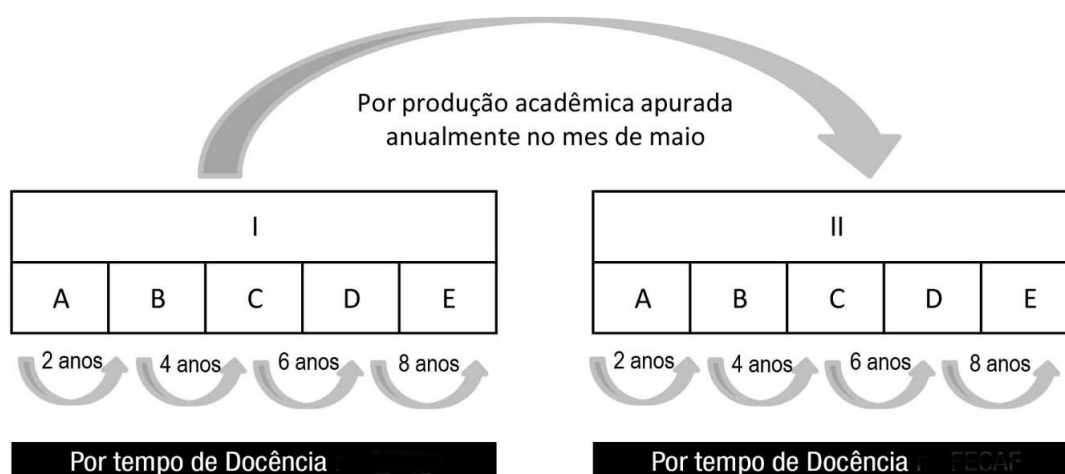 Por produção acadêmica apurada
anualmente no mes de maio
I
II
A B C D E
A B C D E
2 anos 4 anos 6 anos 8 anos
2 anos 4 anos 6 anos 8 anos
Por tempo de Docência
Por tempo de Docência